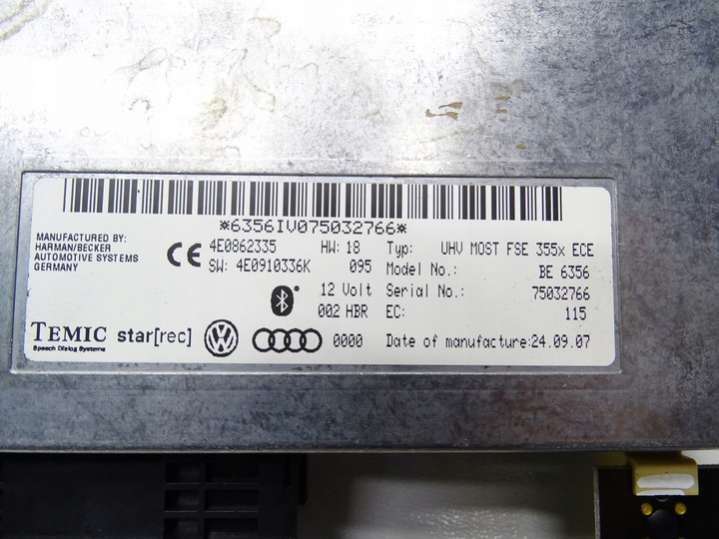 *6356IV075032766*
MANUFACTURED BY:
HARMAN/BECKER
AUTOMOTIVE SYSTEMS
GERMANY
CE
4E0862335 HW: 18 Typ: UHV MOST FSE 355x ECE
SW: 4E0910336K 095 Model No.: BE 6356
12 Volt Serial No.: 75032766
002 HBR EC: 115
TEMIC star[rec] 0000 Date of manufacture:24.09.07
Speech Dialog Systems